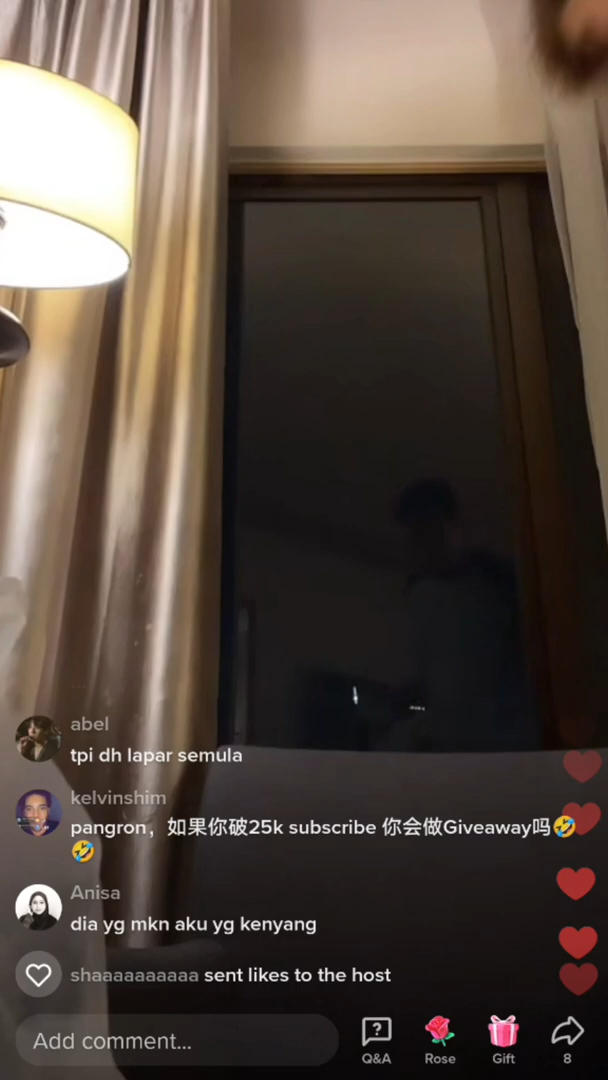 abel
tpi dh lapar semula
kelvinshim
pangron，如果你破25k subscribe 你会做Giveaway吗🤣
🤣
Anisa
dia yg mkn aku yg kenyang
shaaaaaaaaaa sent likes to the host
Add comment...
Q&A
Rose
Gift
8